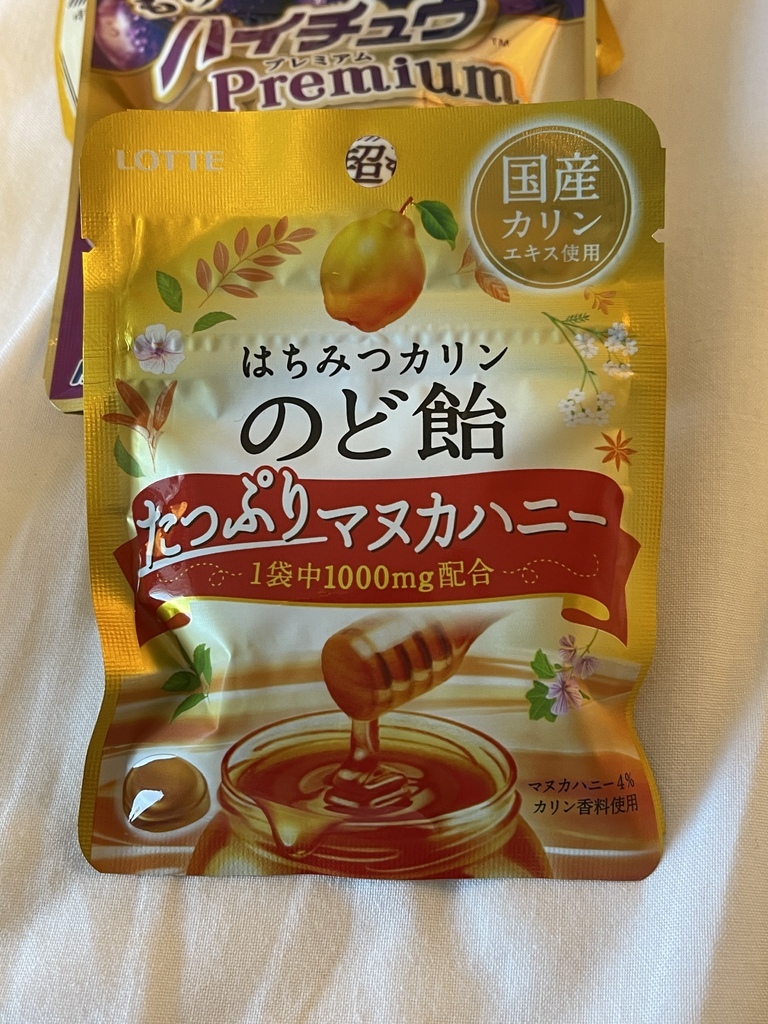 ハイチュウ
TM
プレミアム
Premium
LOTTE
国産
カリン
エキス使用
はちみつカリン
のど飴
たっぷりマヌカハニー
1袋中1000mg配合
マヌカハニー4%
カリン香料使用